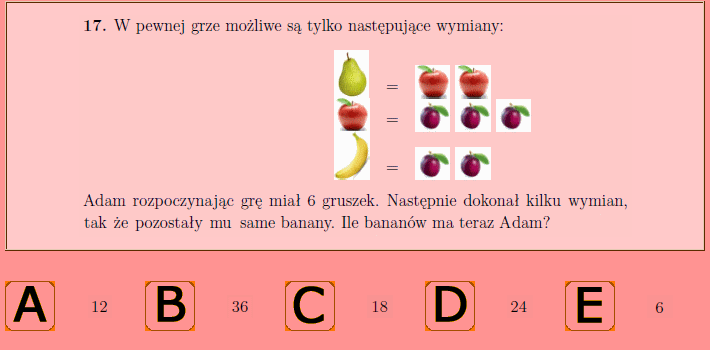 17. W pewnej grze możliwe są tylko następujące wymiany:
=
=
=
Adam rozpoczynając grę miał 6 gruszek. Następnie dokonał kilku wymian,
tak że pozostały mu same banany. Ile bananów ma teraz Adam?
A 12 B 36 C 18 D 24 E 6